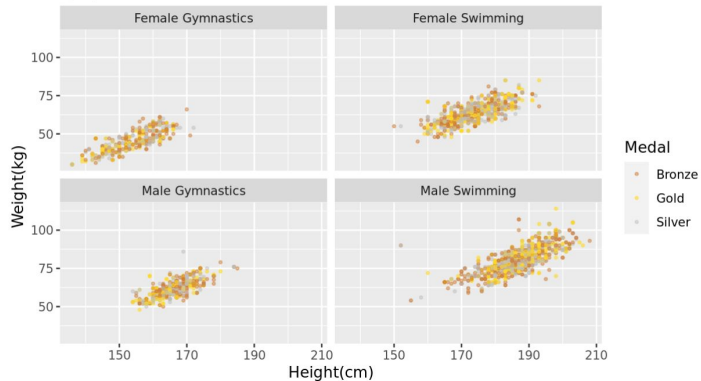 Female Gymnastics
Female Swimming
100
75
50
Male Gymnastics
Male Swimming
100
75
50
150
170
190
210
150
170
190
210
Height(cm)
Weight(kg)
Medal
Bronze
Gold
Silver